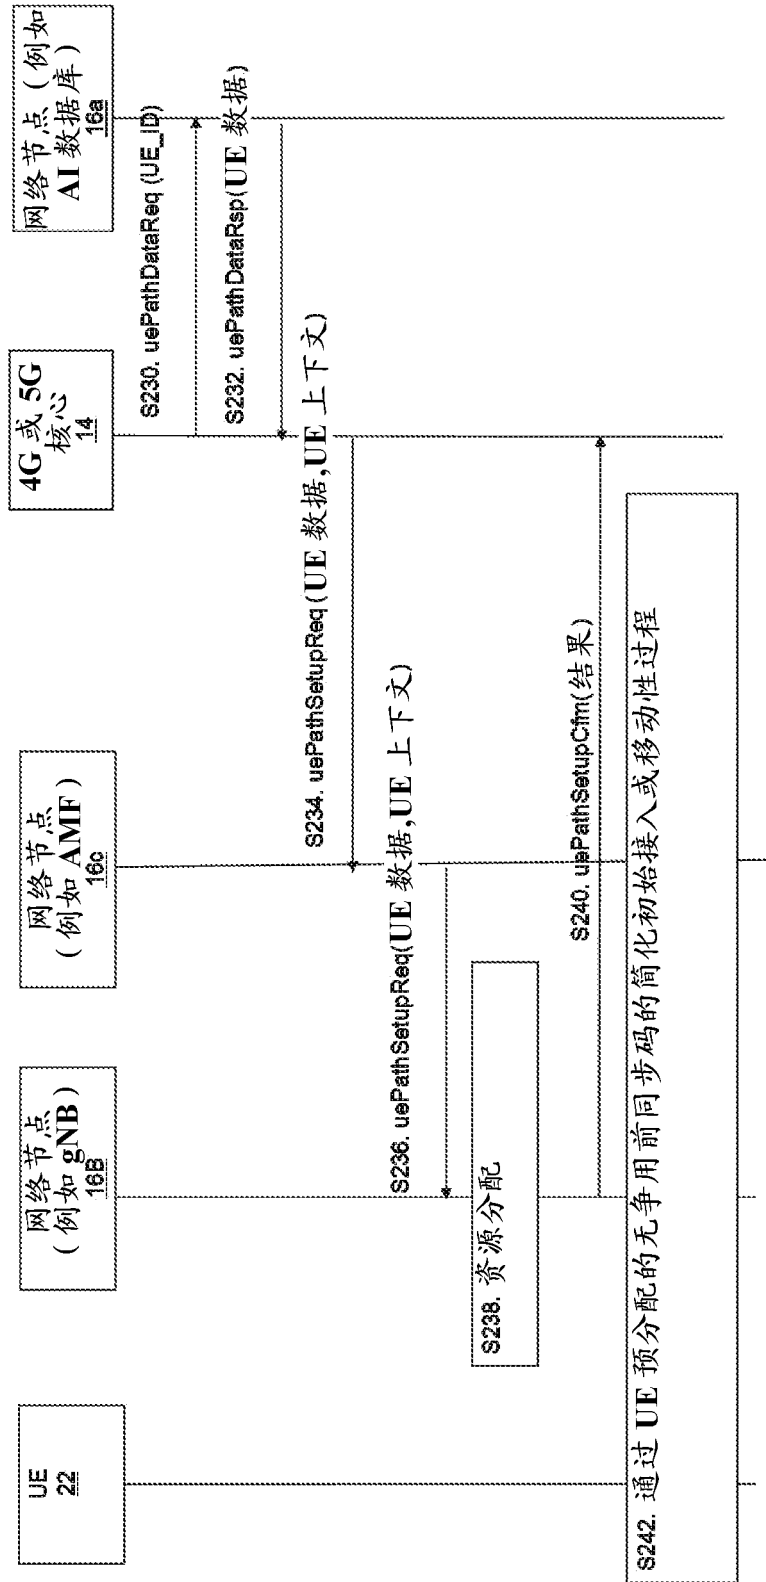 UE
22
网络节点
(例如 gNB)
16B
网络节点
(例如 AMF)
16c
4G 或 5G
核心
14
网络节点 (例如
AI 数据库)
16a
S230. uePathDataReq (UE_ID)
S232. uePathDataRsp(UE 数据)
S234. uePathSetupReq(UE 数据,UE 上下文)
S236. uePathSetupReq(UE 数据,UE 上下文)
S238. 资源分配
S240. uePathSetupCfm(结果)
S242. 通过 UE 预分配的无争用前同步码的简化初始接入或移动性过程